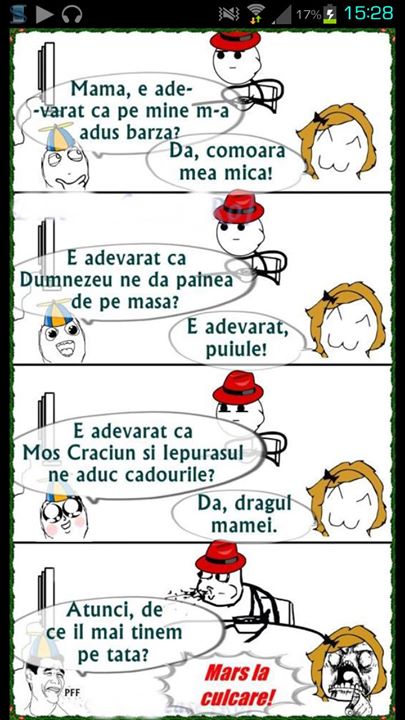 17% 15:28
Mama, e ade-
-varat ca pe mine m-a
adus barza?
Da, comoara
mea mica!
E adevarat ca
Dumnezeu ne da painea
de pe masa?
E adevarat,
puiule!
E adevarat ca
Mos Craciun si Iepurasul
ne aduc cadourile?
Da, dragul
mamei.
Atunci, de
ce il mai tinem
pe tata?
PFF
Mars la
culcare!